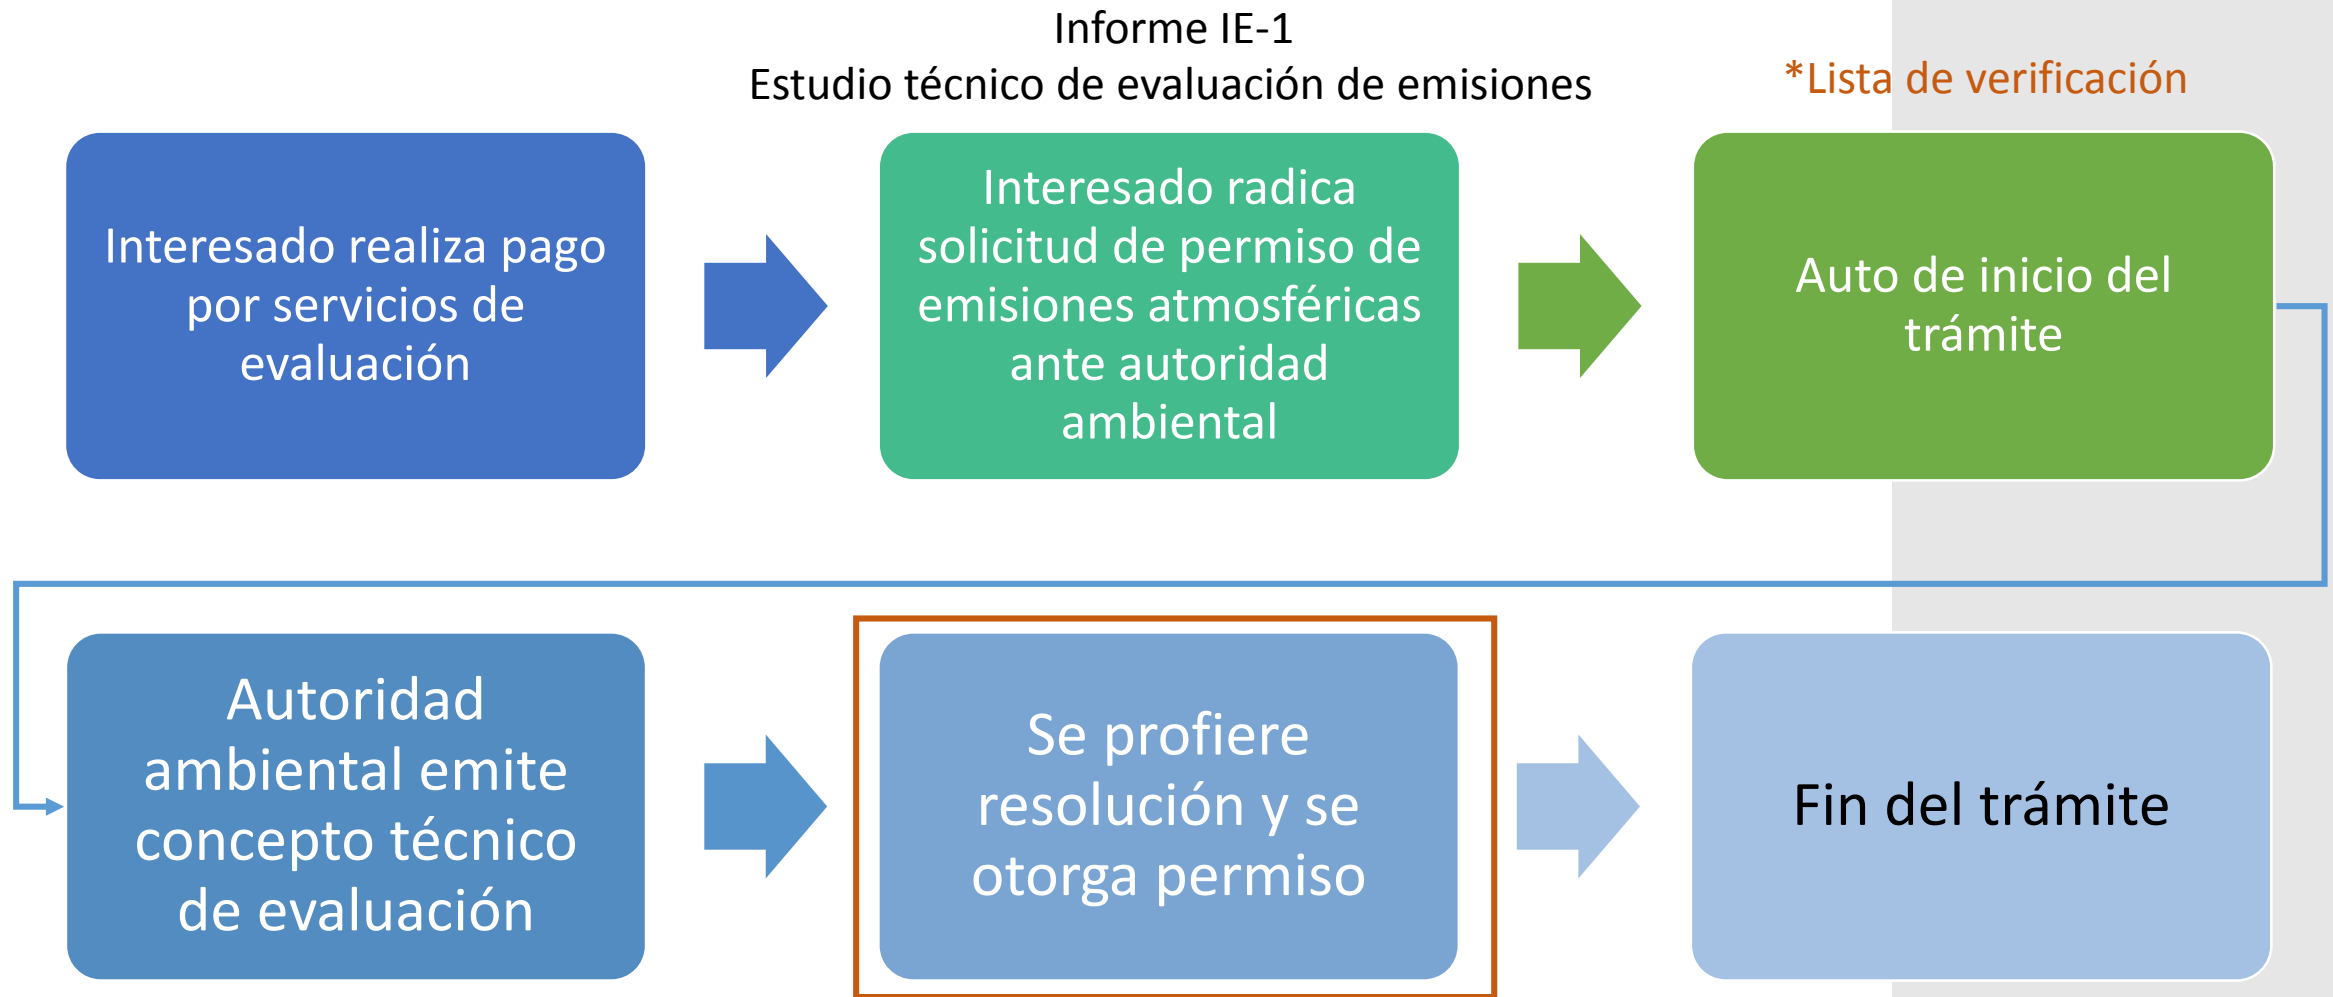 Informe IE-1
Estudio técnico de evaluación de emisiones
*Lista de verificación
Interesado realiza pago
por servicios de
evaluación
Interesado radica
solicitud de permiso de
emisiones atmosféricas
ante autoridad
ambiental
Auto de inicio del
trámite
Autoridad
ambiental emite
concepto técnico
de evaluación
Se profiere
resolución y se
otorga permiso
Fin del trámite